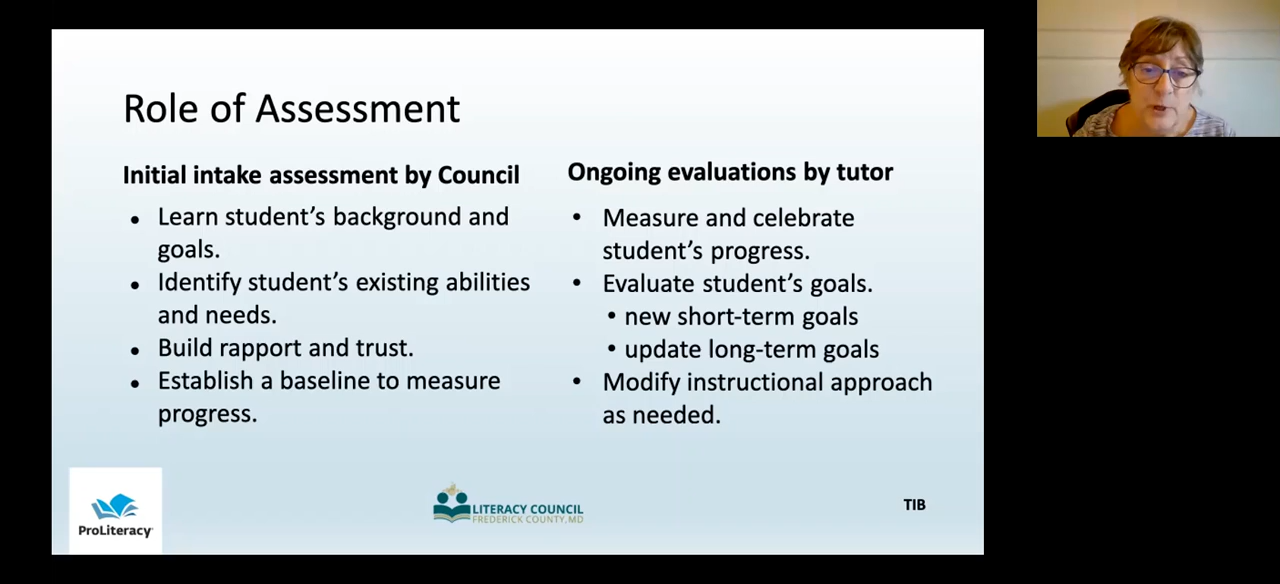 Role of Assessment
Initial intake assessment by Council
• Learn student's background and
goals.
• Identify student's existing abilities
and needs.
• Build rapport and trust.
• Establish a baseline to measure
progress.
Ongoing evaluations by tutor
• Measure and celebrate
student's progress.
• Evaluate student's goals.
• new short-term goals
• update long-term goals
• Modify instructional approach
as needed.
ProLiteracy
LITERACY COUNCIL
FREDERICK COUNTY, MD
TIB